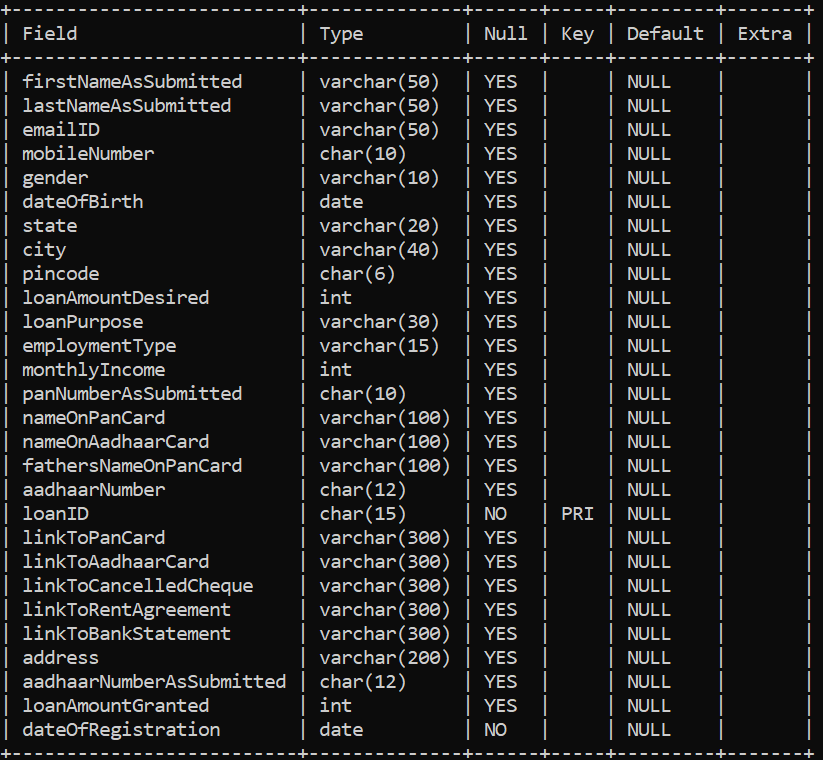 +---------------------------+--------------+------+-----+---------+-------+
| Field                     | Type         | Null | Key | Default | Extra |
+---------------------------+--------------+------+-----+---------+-------+
| firstNameAsSubmitted      | varchar(50)  | YES  |     | NULL    |       |
| lastNameAsSubmitted       | varchar(50)  | YES  |     | NULL    |       |
| emailID                   | varchar(50)  | YES  |     | NULL    |       |
| mobileNumber              | char(10)     | YES  |     | NULL    |       |
| gender                    | varchar(10)  | YES  |     | NULL    |       |
| dateOfBirth               | date         | YES  |     | NULL    |       |
| state                     | varchar(20)  | YES  |     | NULL    |       |
| city                      | varchar(40)  | YES  |     | NULL    |       |
| pincode                   | char(6)      | YES  |     | NULL    |       |
| loanAmountDesired         | int          | YES  |     | NULL    |       |
| loanPurpose               | varchar(30)  | YES  |     | NULL    |       |
| employmentType            | varchar(15)  | YES  |     | NULL    |       |
| monthlyIncome             | int          | YES  |     | NULL    |       |
| panNumberAsSubmitted      | char(10)     | YES  |     | NULL    |       |
| nameOnPanCard             | varchar(100) | YES  |     | NULL    |       |
| nameOnAadhaarCard         | varchar(100) | YES  |     | NULL    |       |
| fathersNameOnPanCard      | varchar(100) | YES  |     | NULL    |       |
| aadhaarNumber             | char(12)     | YES  |     | NULL    |       |
| loanID                    | char(15)     | NO   | PRI | NULL    |       |
| linkToPanCard             | varchar(300) | YES  |     | NULL    |       |
| linkToAadhaarCard         | varchar(300) | YES  |     | NULL    |       |
| linkToCancelledCheque     | varchar(300) | YES  |     | NULL    |       |
| linkToRentAgreement       | varchar(300) | YES  |     | NULL    |       |
| linkToBankStatement       | varchar(300) | YES  |     | NULL    |       |
| address                   | varchar(200) | YES  |     | NULL    |       |
| aadhaarNumberAsSubmitted | char(12)     | YES  |     | NULL    |       |
| loanAmountGranted         | int          | YES  |     | NULL    |       |
| dateOfRegistration        | date         | NO   |     | NULL    |       |
+---------------------------+--------------+------+-----+---------+-------+